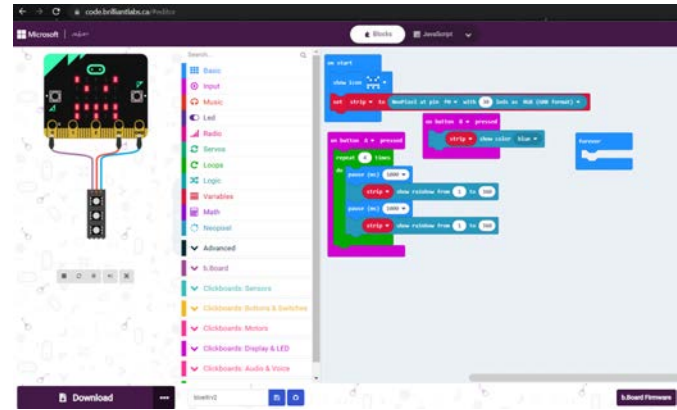 code.brilliantlabs.ca/#editor
Microsoft
Blocks
JavaScript
Search...
Basic
Input
Music
Led
Radio
Servos
Loops
Logic
Variables
Math
Neopixel
Advanced
b.Board
Clickboards: Sensors
Clickboards: Buttons & Switches
Clickboards: Motors
Clickboards: Display & LED
Clickboards: Audio & Voice
on start
show icon
set strip to NeoPixel at pin P0 with 30 leds as RGB (GRB format)
on button pressed
strip show color blue
on button pressed
repeat 4 times
do pause (ms) 1000
strip show rainbow from 1 to 360
pause (ms) 1000
strip show rainbow from 1 to 360
forever
Download
b.Board Firmware